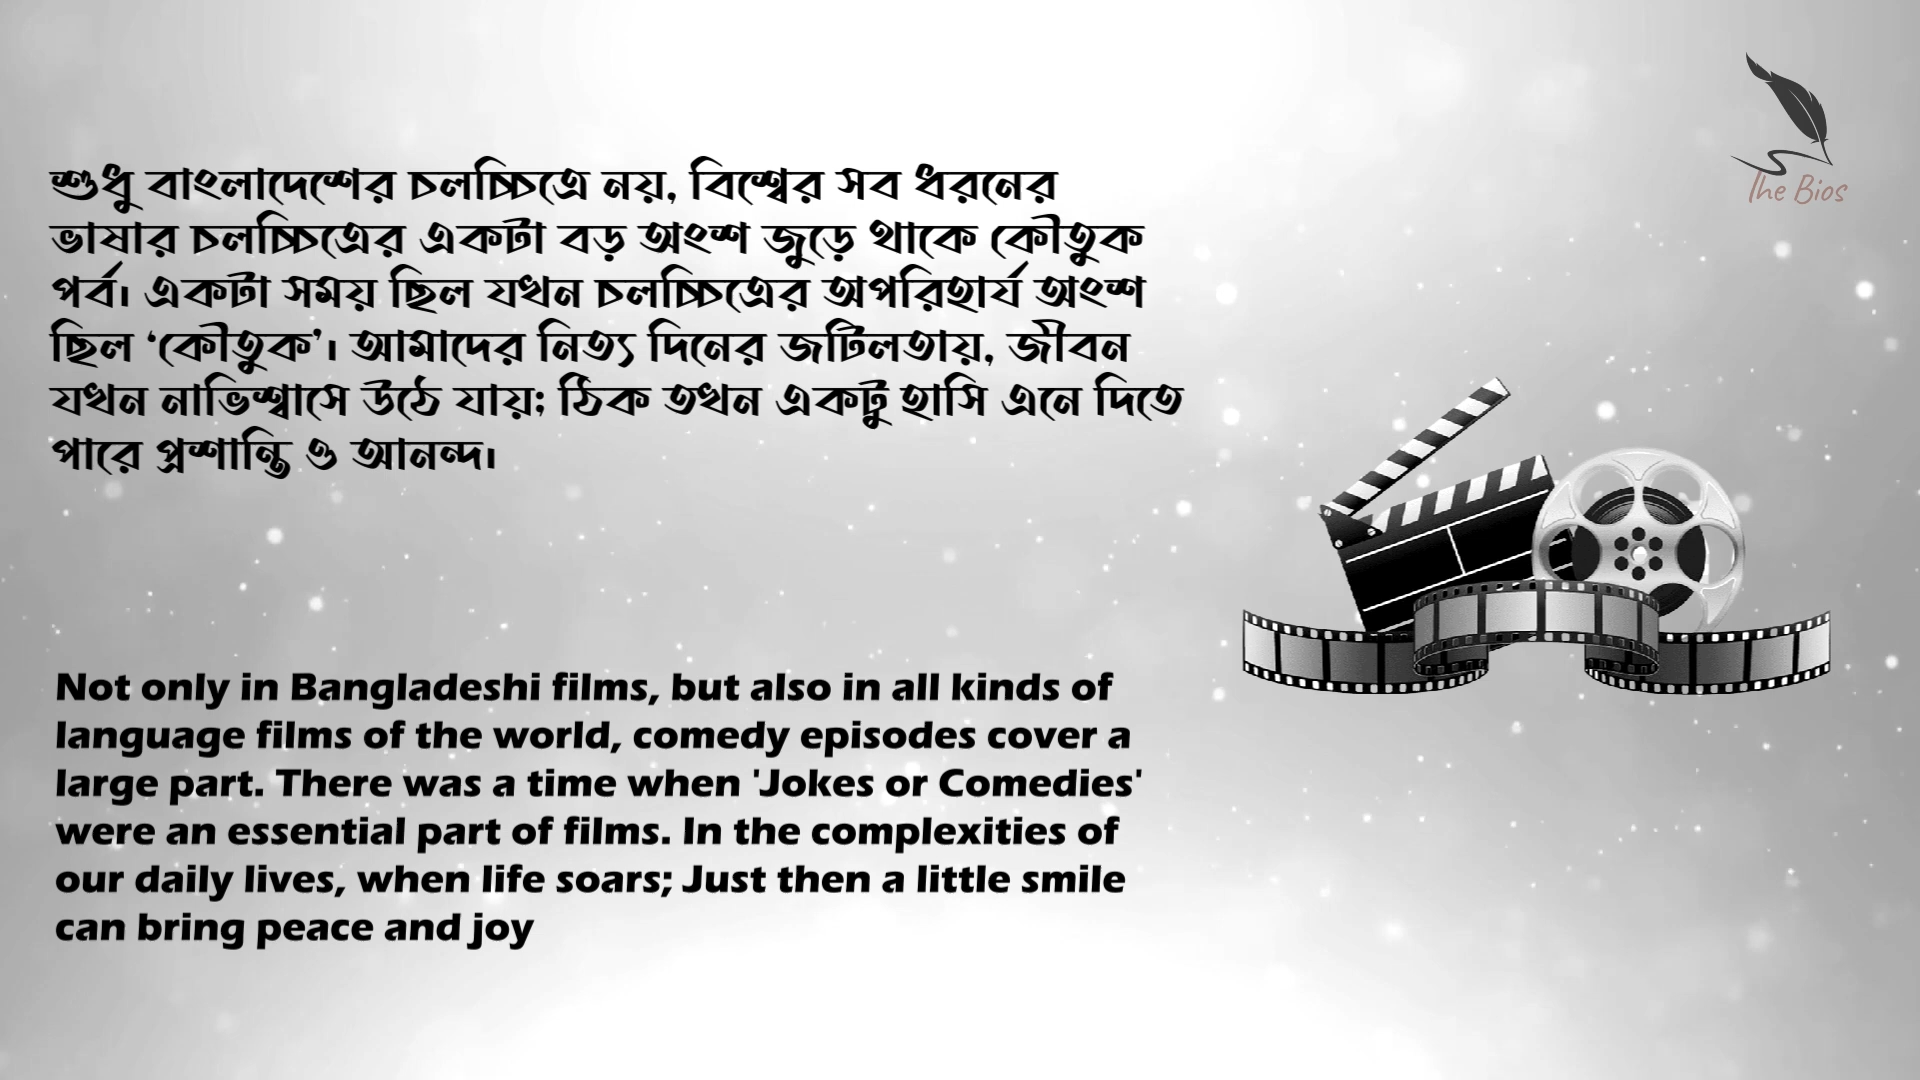 The Bios
শুধু বাংলাদেশের চলচ্চিত্রে নয়, বিশ্বের সব ধরনের
ভাষার চলচ্চিত্রের একটা বড় অংশ জুড়ে থাকে কৌতুক
পর্ব। একটা সময় ছিল যখন চলচ্চিত্রের অপরিহার্য অংশ
ছিল ‘কৌতুক’। আমাদের নিত্য দিনের জটিলতায়, জীবন
যখন নাভিশ্বাসে উঠে যায়; ঠিক তখন একটু হাসি এনে দিতে
পারে প্রশান্তি ও আনন্দ।
Not only in Bangladeshi films, but also in all kinds of
language films of the world, comedy episodes cover a
large part. There was a time when 'Jokes or Comedies'
were an essential part of films. In the complexities of
our daily lives, when life soars; Just then a little smile
can bring peace and joy